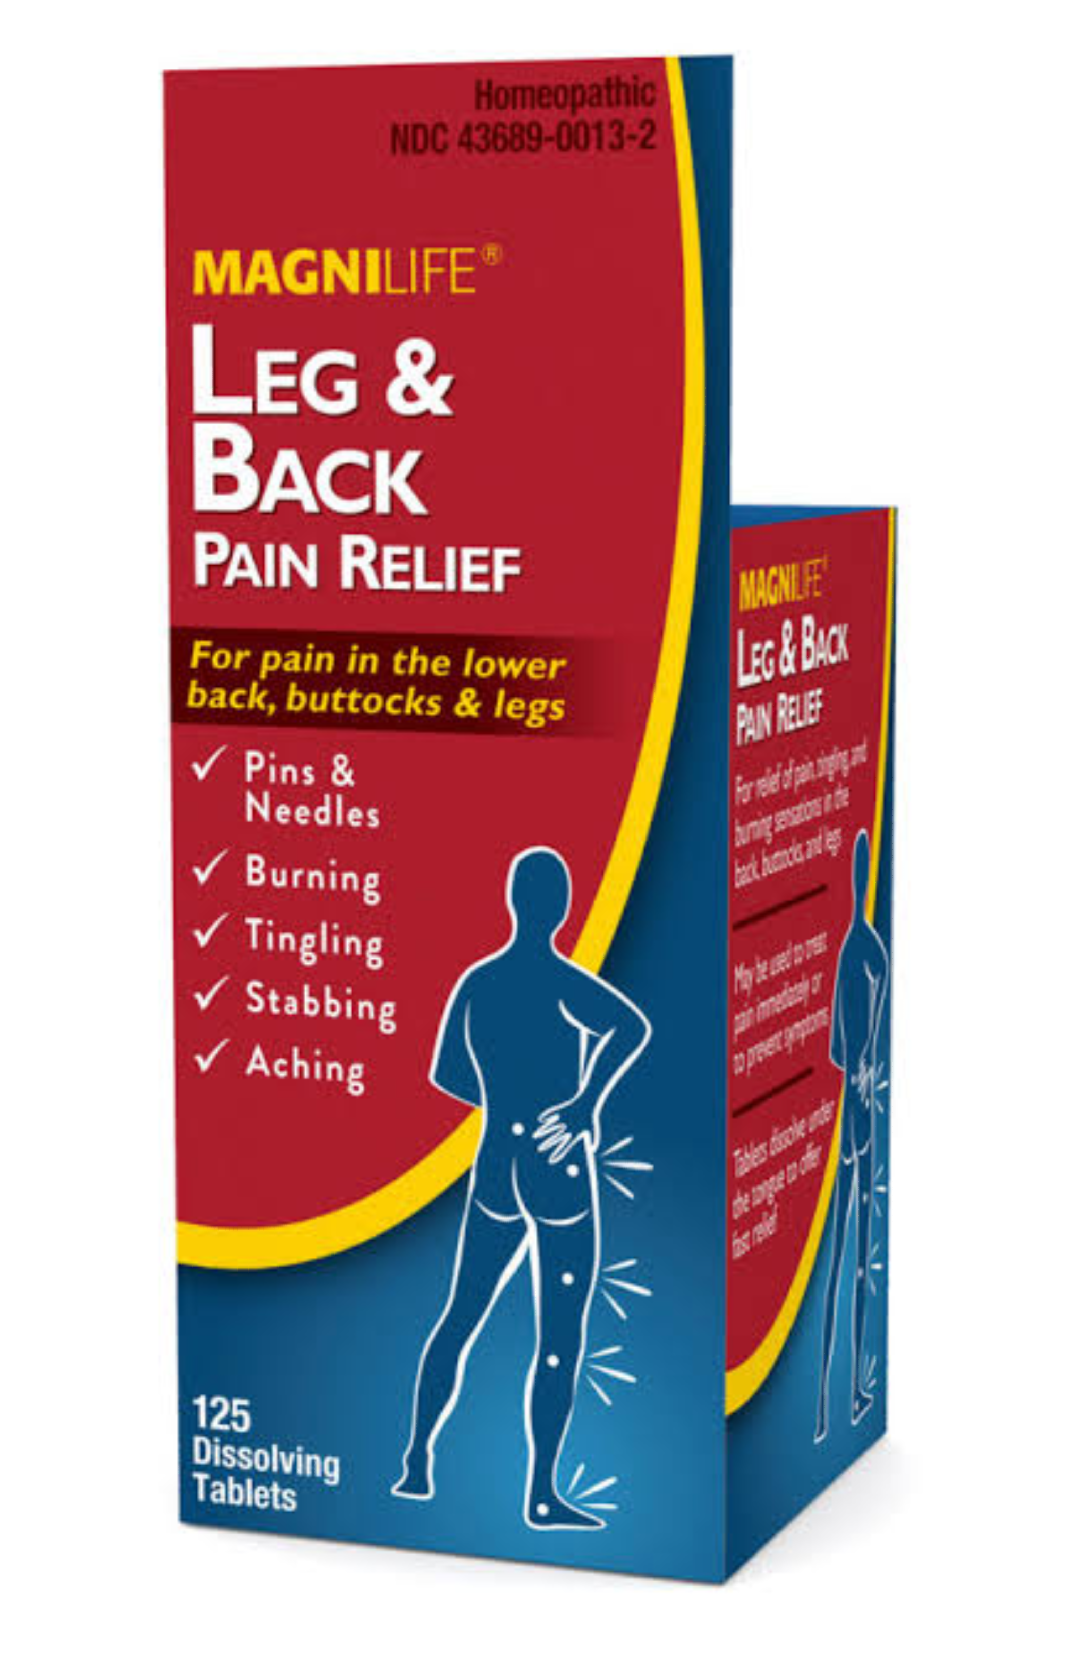 Homeopathic
NDC 43689-0013-2
MAGNILIFE®
LEG &
BACK
PAIN RELIEF
For pain in the lower
back, buttocks & legs
✓ Pins &
Needles
✓ Burning
✓ Tingling
✓ Stabbing
✓ Aching
125
Dissolving
Tablets
MAGNILIFE®
LEG & BACK
PAIN RELIEF
For relief of pain, tingling, and
burning sensations in the
back, buttocks, and legs
May be used to treat
pain immediately or
to prevent symptoms
Tablets dissolve under
the tongue to offer
fast relief